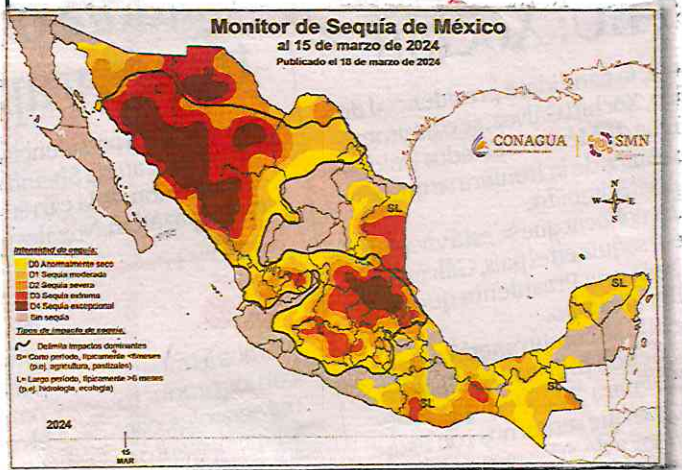 Monitor de Sequía de México
al 15 de marzo de 2024
Publicado el 18 de marzo de 2024
CONAGUA
SMN
N
W
E
S
SL
SL
SL
Intensidad de sequía:
D0 Anormalmente seco
D1 Sequía moderada
D2 Sequía severa
D3 Sequía extrema
D4 Sequía excepcional
Sin sequía
Tipos de impacto de sequía.
Delimita impactos dominantes
S= Corto período, típicamente <6meses
(p.ej. agricultura, pastizales)
L= Largo período, típicamente >6 meses
(p.ej. hidrología, ecología)
2024
15
MAR